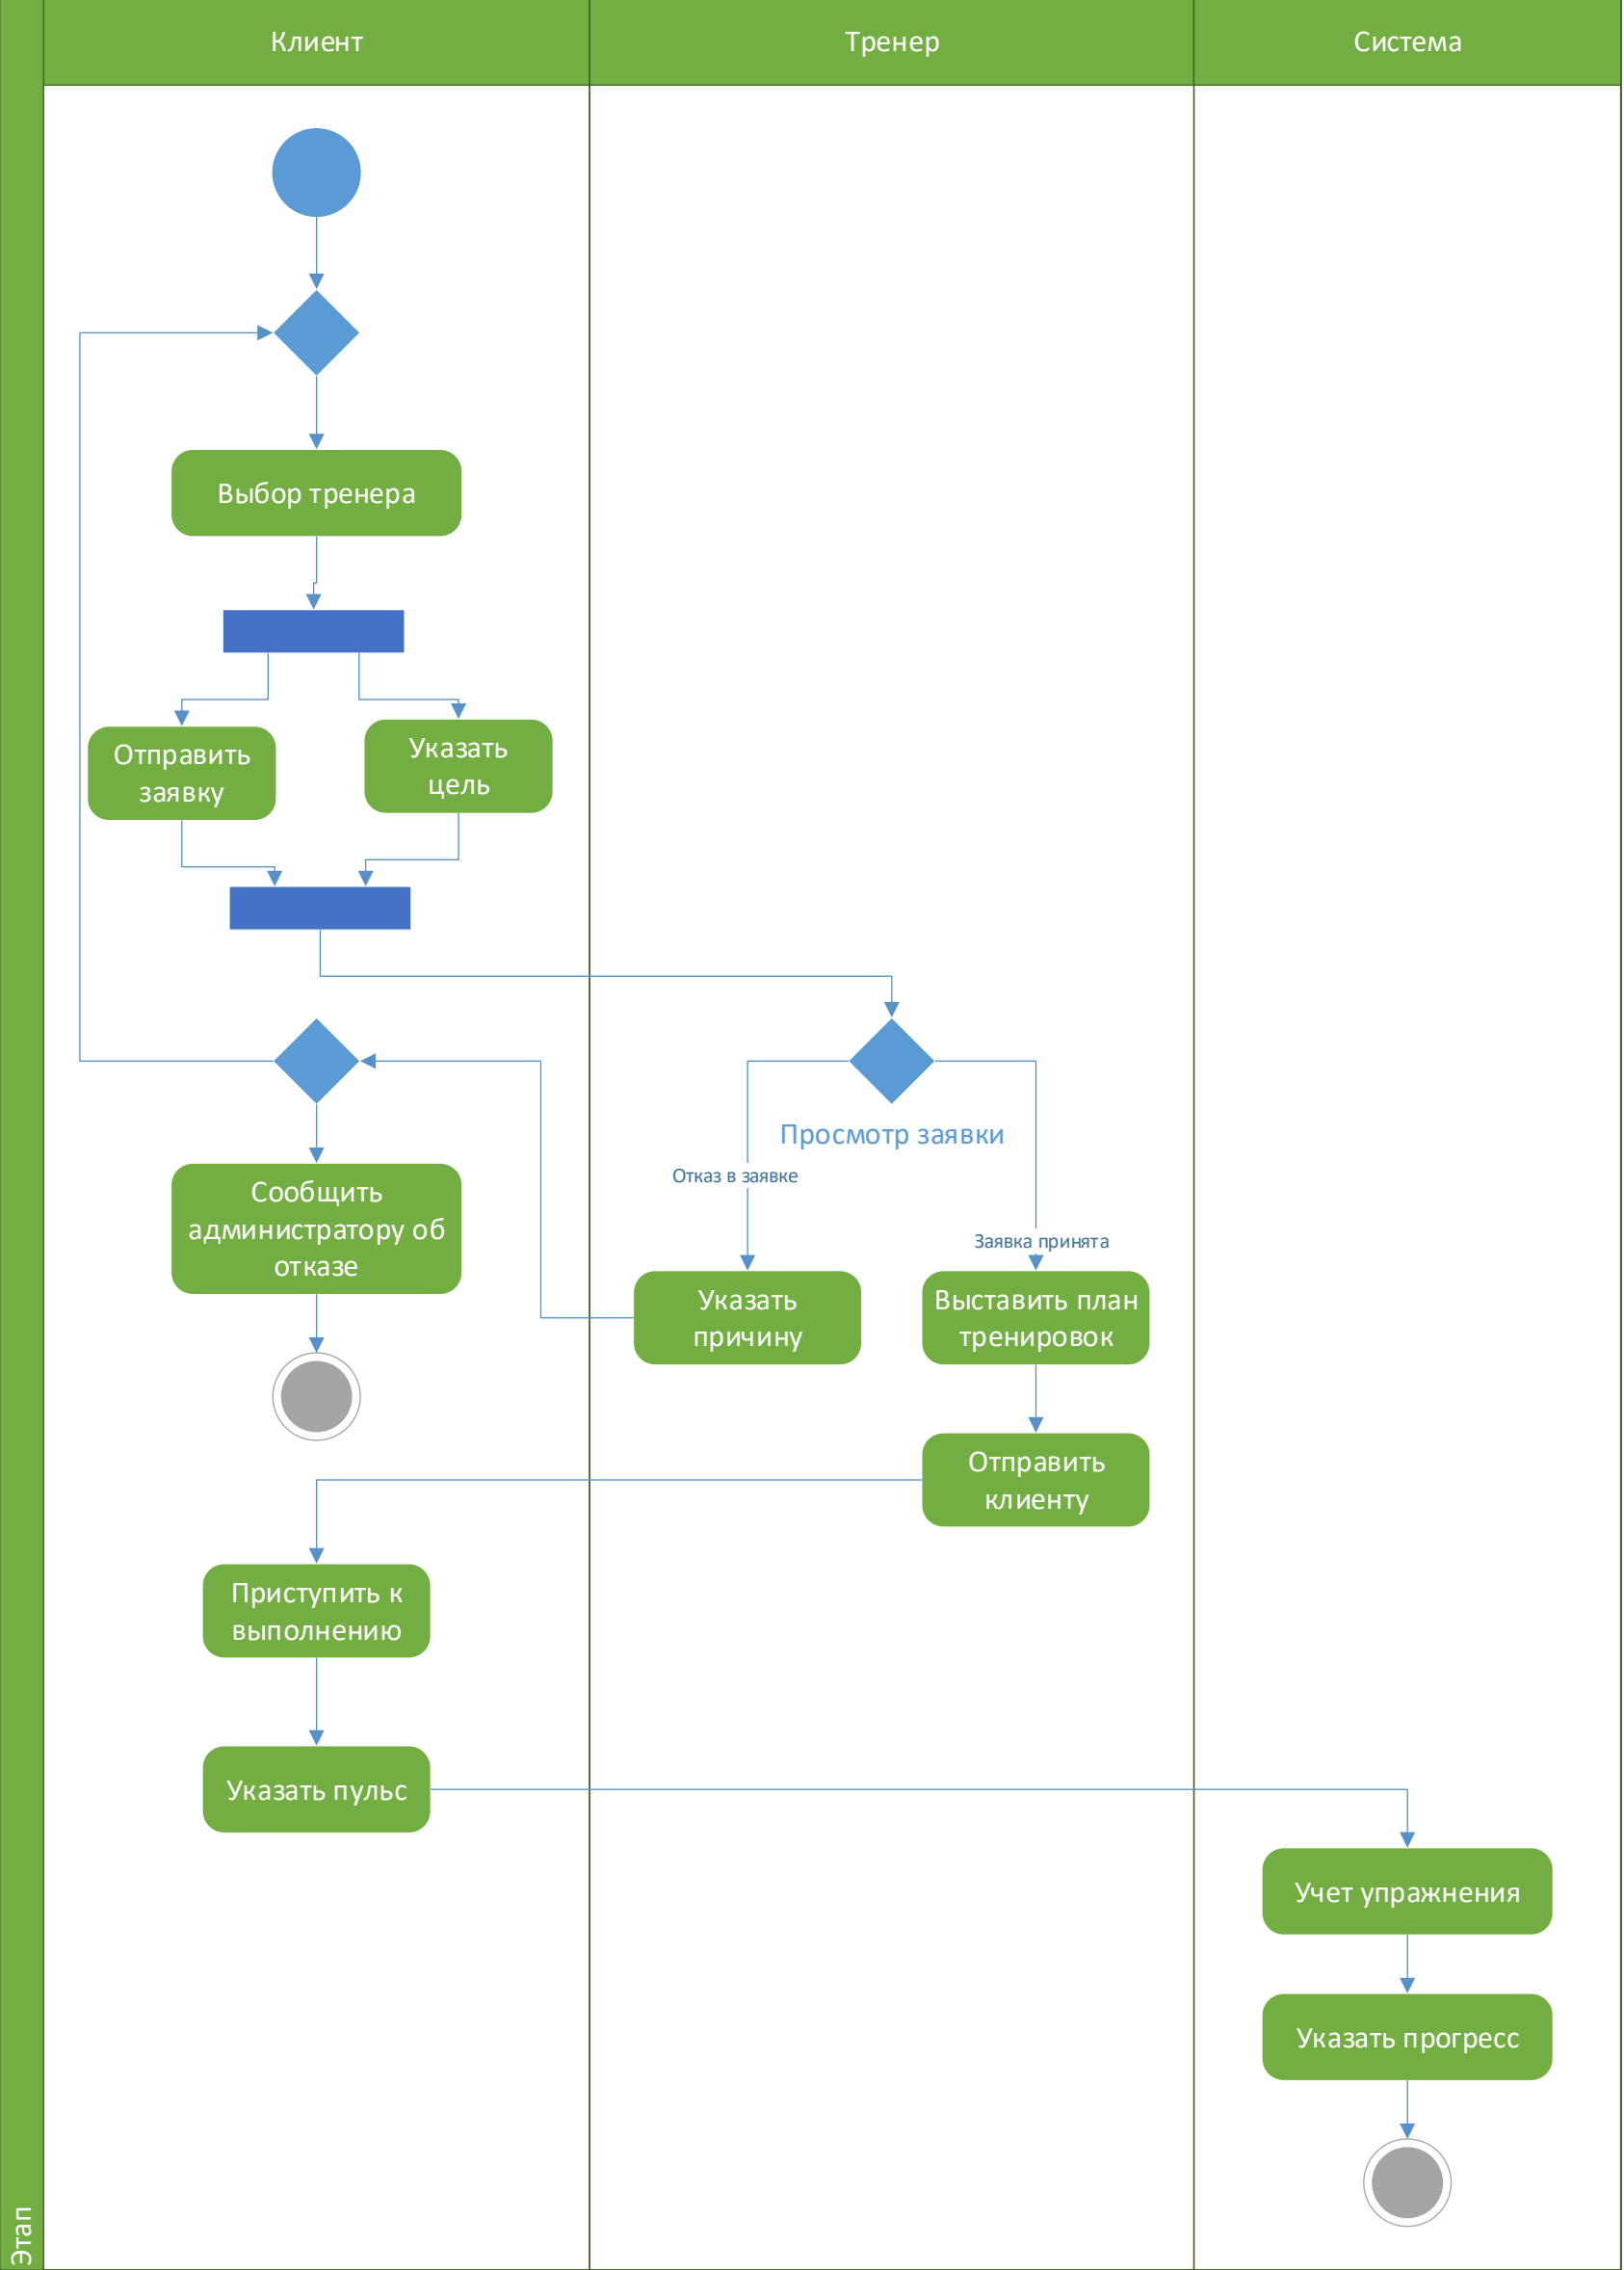 Клиент
Тренер
Система
Выбор тренера
Отправить
заявку
Указать
цель
Просмотр заявки
Отказ в заявке
Заявка принята
Сообщить
администратору об
отказе
Указать
причину
Выставить план
тренировок
Отправить
клиенту
Приступить к
выполнению
Указать пульс
Учет упражнения
Указать прогресс
Этап